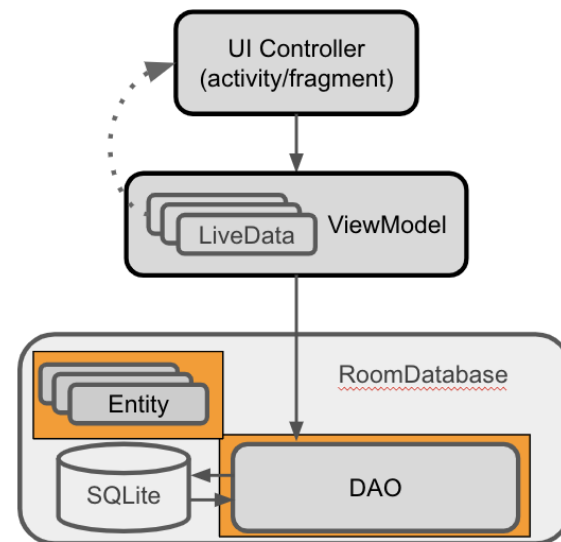 UI Controller
(activity/fragment)
LiveData
ViewModel
RoomDatabase
Entity
SQLite
DAO